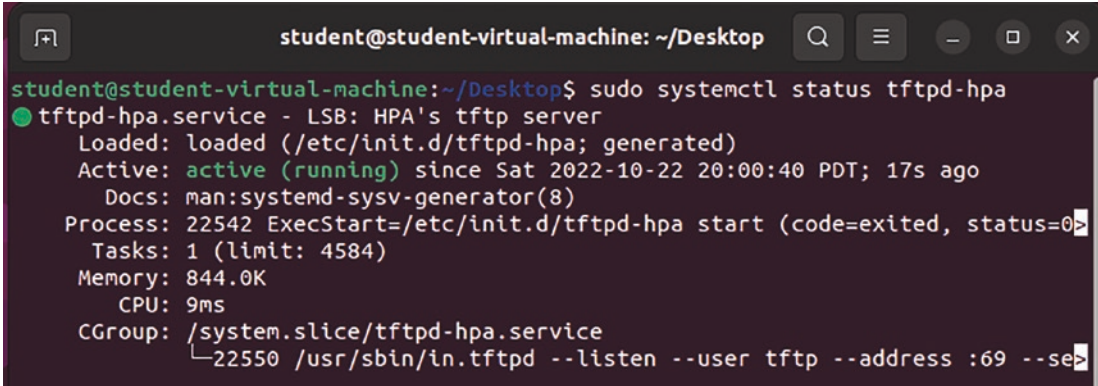 student@student-virtual-machine: ~/Desktop
student@student-virtual-machine:~/Desktop$ sudo systemctl status tftpd-hpa
tftpd-hpa.service - LSB: HPA's tftp server
Loaded: loaded (/etc/init.d/tftpd-hpa; generated)
Active: active (running) since Sat 2022-10-22 20:00:40 PDT; 17s ago
Docs: man:systemd-sysv-generator(8)
Process: 22542 ExecStart=/etc/init.d/tftpd-hpa start (code=exited, status=0>
Tasks: 1 (limit: 4584)
Memory: 844.0K
CPU: 9ms
CGroup: /system.slice/tftpd-hpa.service
└─22550 /usr/sbin/in.tftpd --listen --user tftp --address :69 --se>